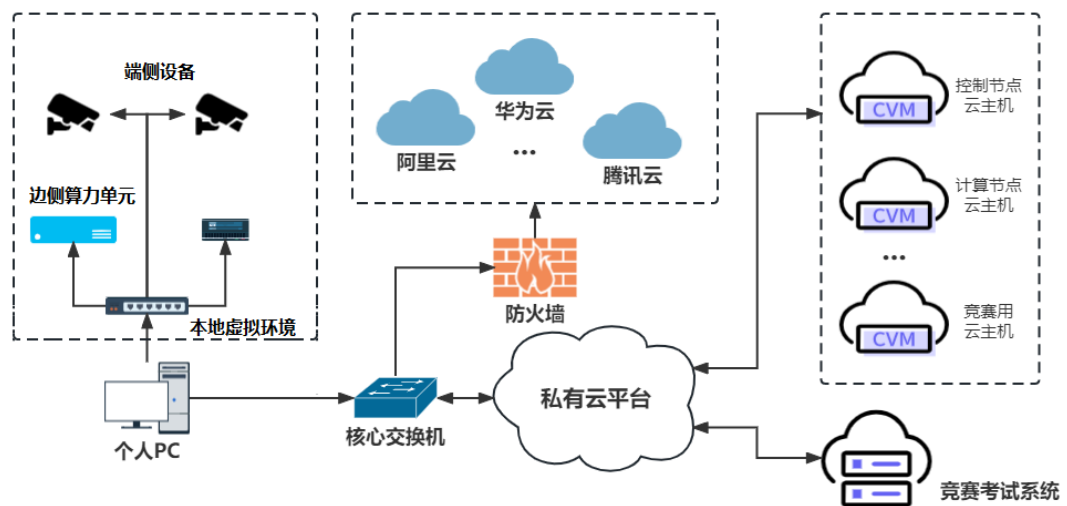 端侧设备
边侧算力单元
本地虚拟环境
个人PC
华为云
阿里云
...
腾讯云
防火墙
核心交换机
私有云平台
CVM
控制节点
云主机
CVM
计算节点
云主机
...
CVM
竞赛用
云主机
竞赛考试系统